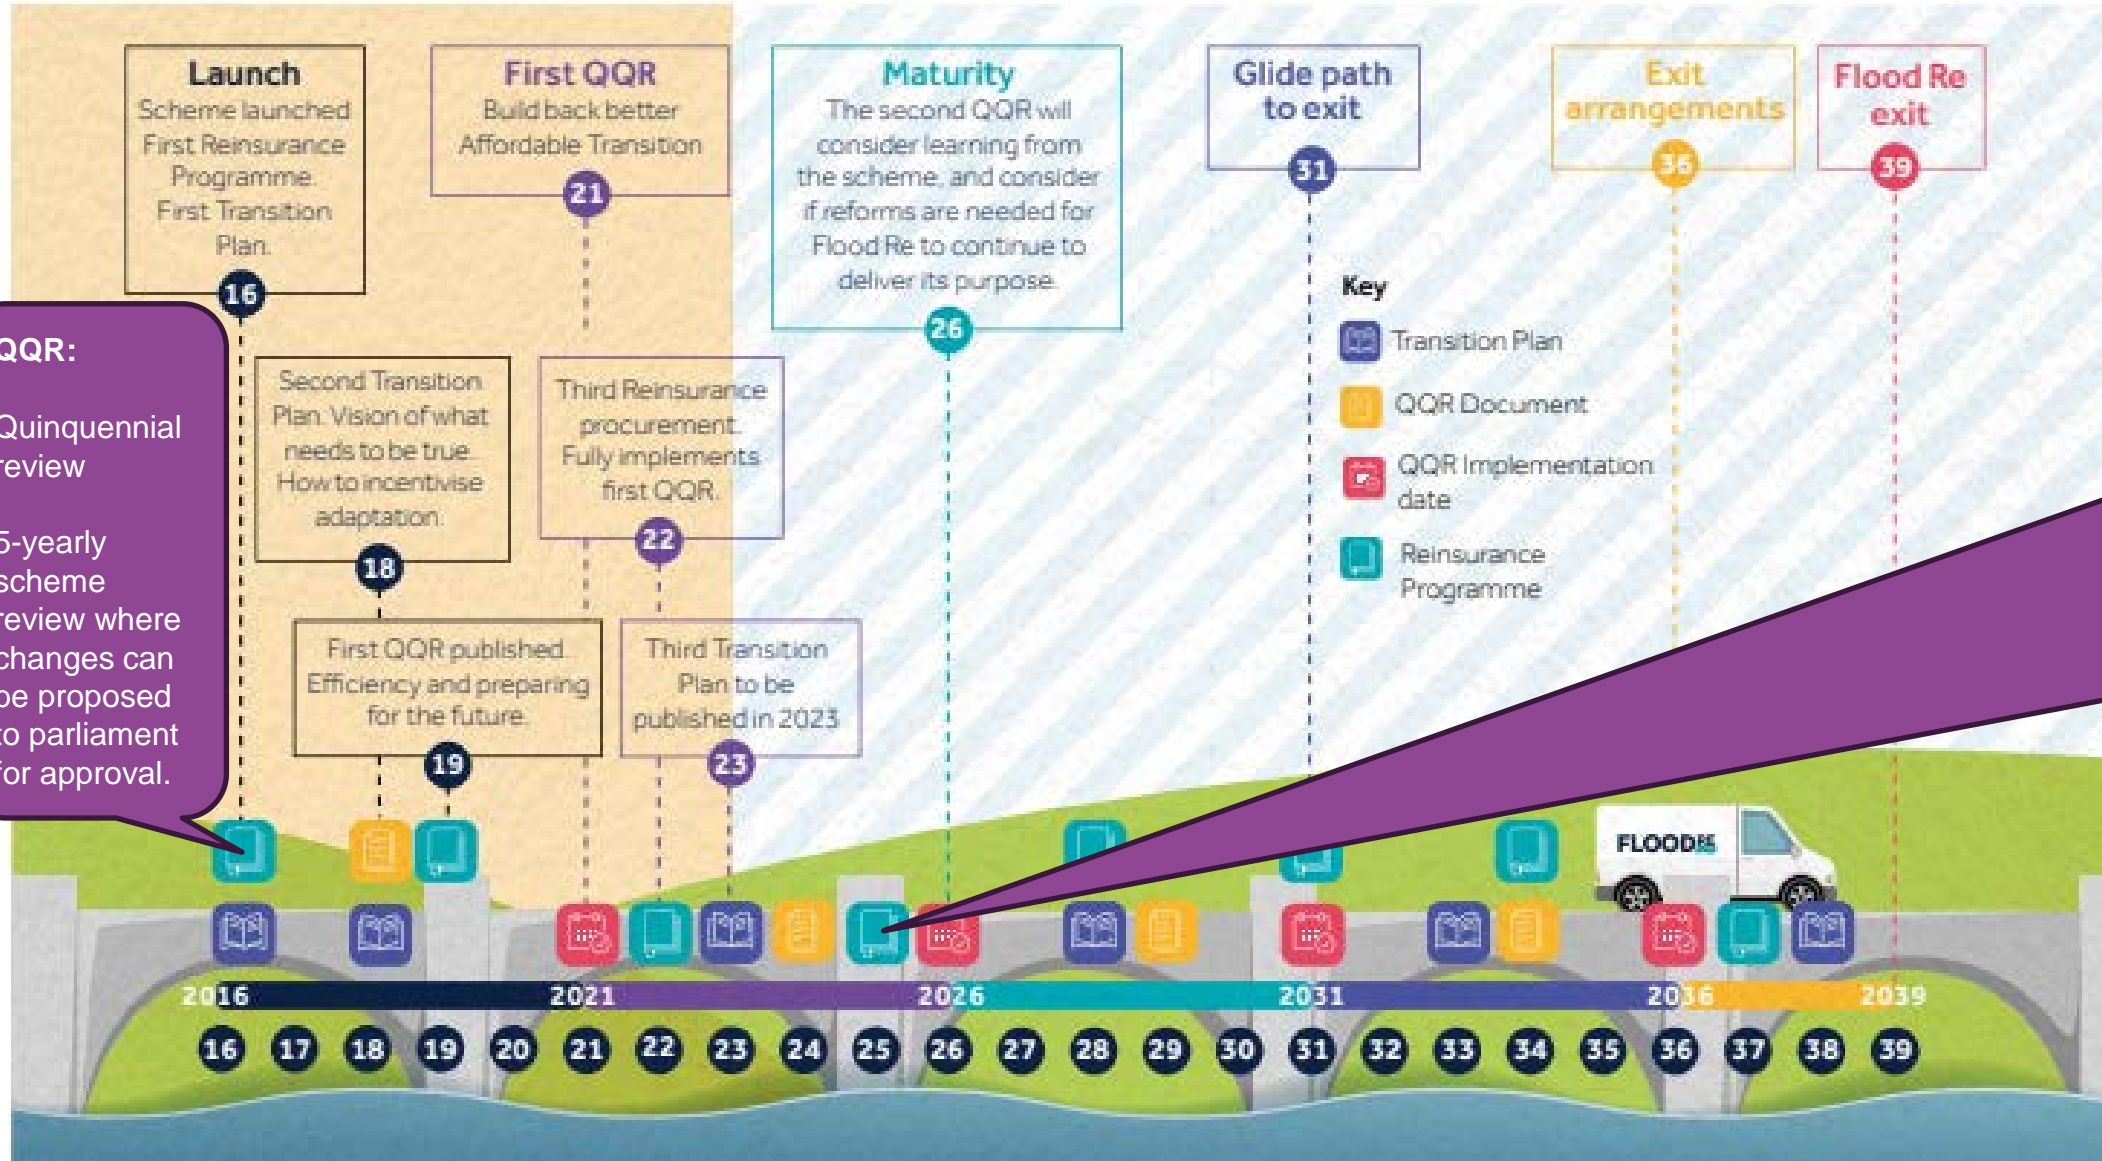 Launch
Scheme launched
First Reinsurance
Programme.
First Transition
Plan.
16
First QQR
Build back better
Affordable Transition
21
Maturity
The second QQR will
consider learning from
the scheme, and consider
if reforms are needed for
Flood Re to continue to
deliver its purpose.
26
Glide path
to exit
31
Exit
arrangements
36
Flood Re
exit
39
QQR:
Quinquennial
review
5-yearly
scheme
review where
changes can
be proposed
to parliament
for approval.
Second Transition
Plan. Vision of what
needs to be true.
How to incentivise
adaptation.
18
Third Reinsurance
procurement.
Fully implements
first QQR.
22
First QQR published.
Efficiency and preparing
for the future.
19
Third Transition
Plan to be
published in 2023
23
Key
Transition Plan
QQR Document
QQR Implementation
date
Reinsurance
Programme
FLOOD RE
2016 2021 2026 2031 2036 2039
16 17 18 19 20 21 22 23 24 25 26 27 28 29 30 31 32 33 34 35 36 37 38 39